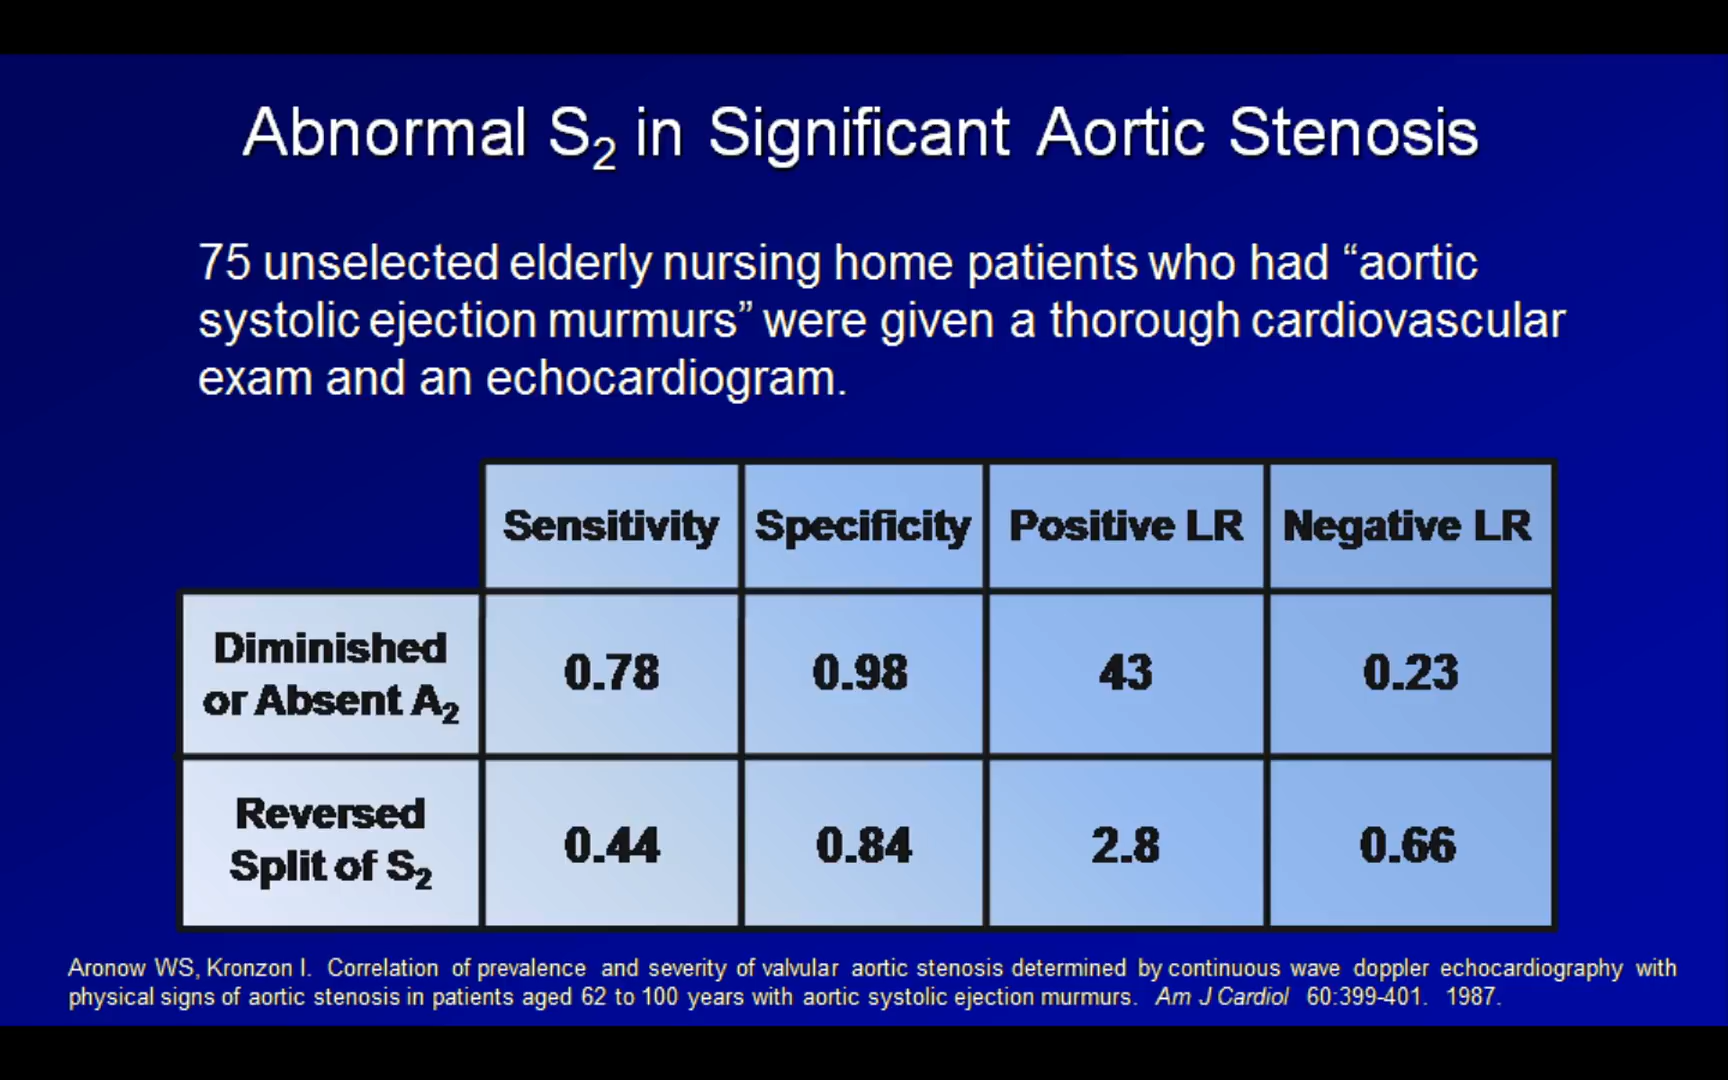 Abnormal S₂ in Significant Aortic Stenosis
75 unselected elderly nursing home patients who had “aortic
systolic ejection murmurs” were given a thorough cardiovascular
exam and an echocardiogram.
Sensitivity Specificity Positive LR Negative LR
Diminished
or Absent A₂ 0.78 0.98 43 0.23
Reversed
Split of S₂ 0.44 0.84 2.8 0.66
Aronow WS, Kronzon I. Correlation of prevalence and severity of valvular aortic stenosis determined by continuous wave doppler echocardiography with
physical signs of aortic stenosis in patients aged 62 to 100 years with aortic systolic ejection murmurs. Am J Cardiol 60:399-401. 1987.